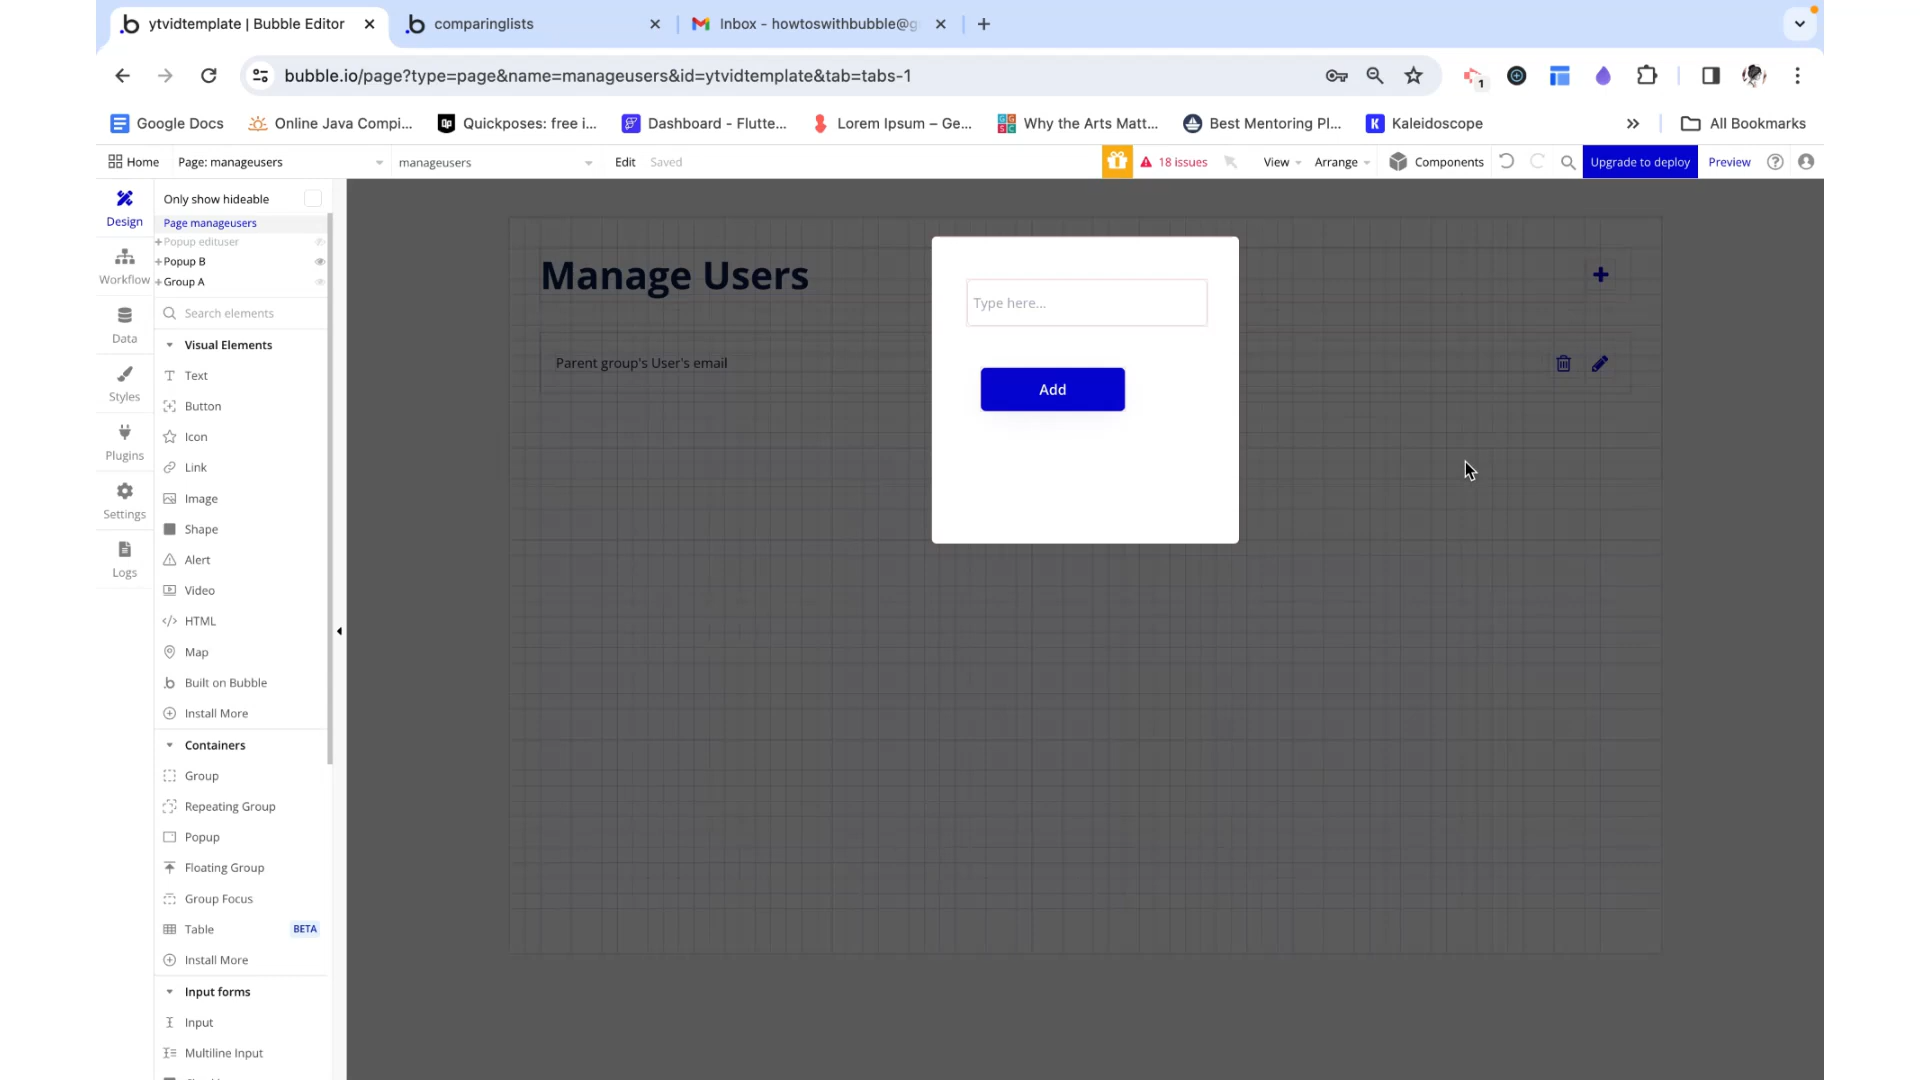 ytvidtemplate | Bubble Editor
comparinglists
Inbox - howtoswithbubble@g
bubble.io/page?type=page&name=manageusers&id=ytvidtemplate&tab=tabs-1
1
Google Docs
Online Java Compi...
Quickposes: free i...
Dashboard - Flutte...
Lorem Ipsum – Ge...
Why the Arts Matt...
Best Mentoring Pl...
Kaleidoscope
All Bookmarks
Home
Page: manageusers
manageusers
Edit
Saved
18 issues
View
Arrange
Components
Upgrade to deploy
Preview
Design
Workflow
Data
Styles
Plugins
Settings
Logs
Only show hideable
Page manageusers
Popup edituser
Popup B
Group A
Search elements
Visual Elements
Text
Button
Icon
Link
Image
Shape
Alert
Video
HTML
Map
Built on Bubble
Install More
Containers
Group
Repeating Group
Popup
Floating Group
Group Focus
Table
BETA
Install More
Input forms
Input
Multiline Input
Manage Users
Parent group's User's email
Type here...
Add